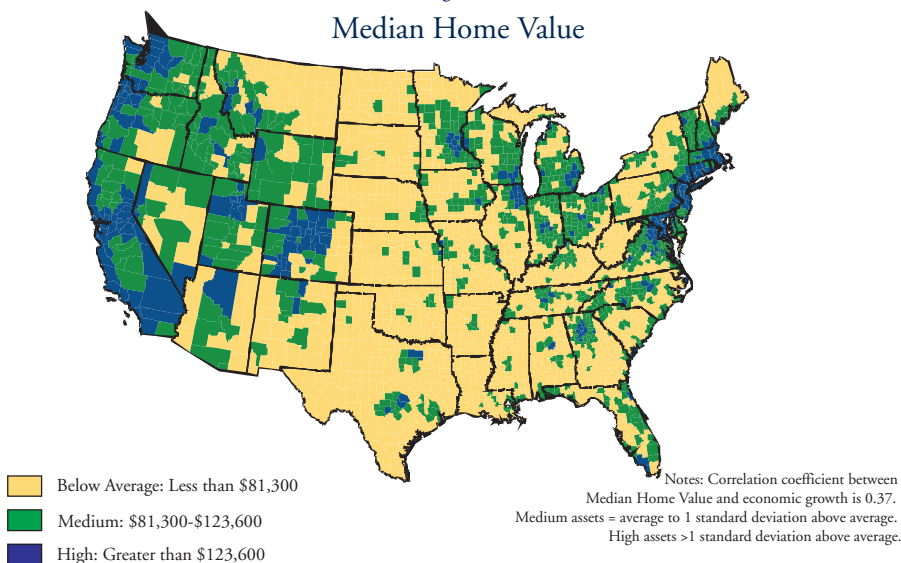 Median Home Value
Below Average: Less than $81,300
Medium: $81,300-$123,600
High: Greater than $123,600
Notes: Correlation coefficient between
Median Home Value and economic growth is 0.37.
Medium assets = average to 1 standard deviation above average.
High assets >1 standard deviation above average.